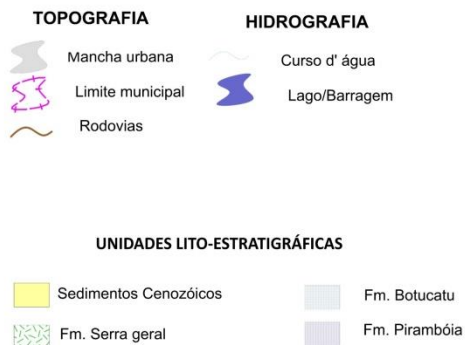 TOPOGRAFIA
Mancha urbana
Limite municipal
Rodovias
HIDROGRAFIA
Curso d' água
Lago/Barragem
UNIDADES LITO-ESTRATIGRÁFICAS
Sedimentos Cenozóicos
Fm. Serra geral
Fm. Botucatu
Fm. Pirambóia